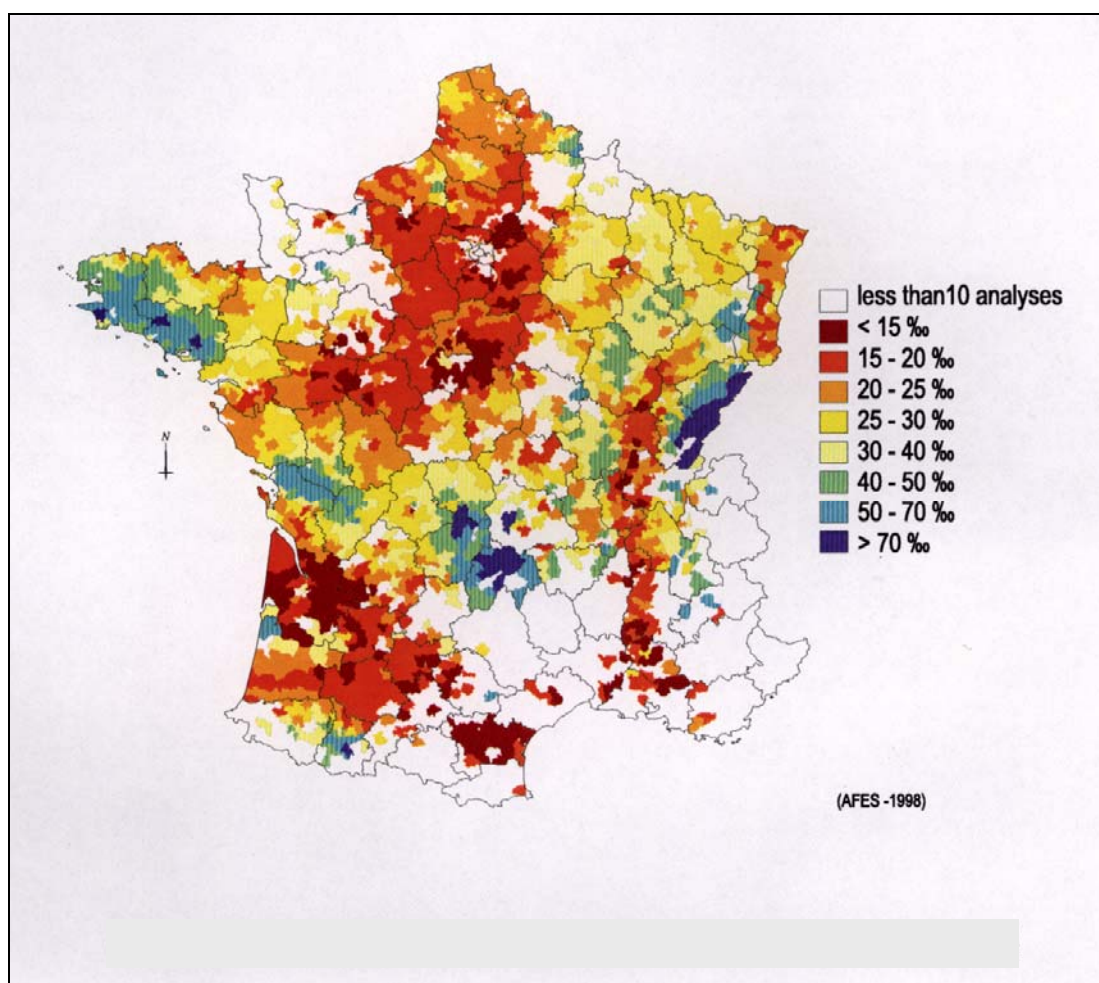 N
less than10 analyses
< 15 ‰
15 - 20 ‰
20 - 25 ‰
25 - 30 ‰
30 - 40 ‰
40 - 50 ‰
50 - 70 ‰
> 70 ‰
(AFES -1998)